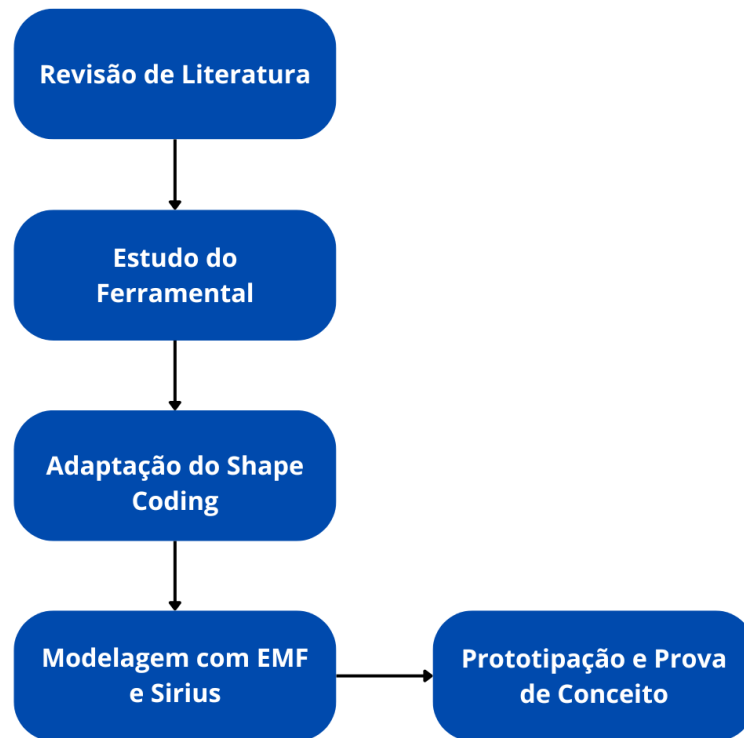 Revisão de Literatura
Estudo do
Ferramental
Adaptação do Shape
Coding
Modelagem com EMF
e Sirius
Prototipação e Prova
de Conceito